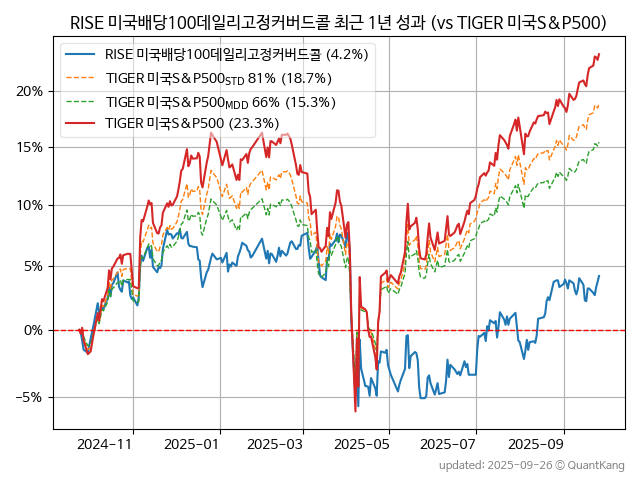 RISE 미국배당100데일리고정커버드콜 최근 1년 성과 (vs TIGER 미국S&P500)
RISE 미국배당100데일리고정커버드콜 (4.2%)
TIGER 미국S&P500STD 81% (18.7%)
TIGER 미국S&P500MDD 66% (15.3%)
TIGER 미국S&P500 (23.3%)
20%
15%
10%
5%
0%
−5%
2024-11
2025-01
2025-03
2025-05
2025-07
2025-09
updated: 2025-09-26 © QuantKang